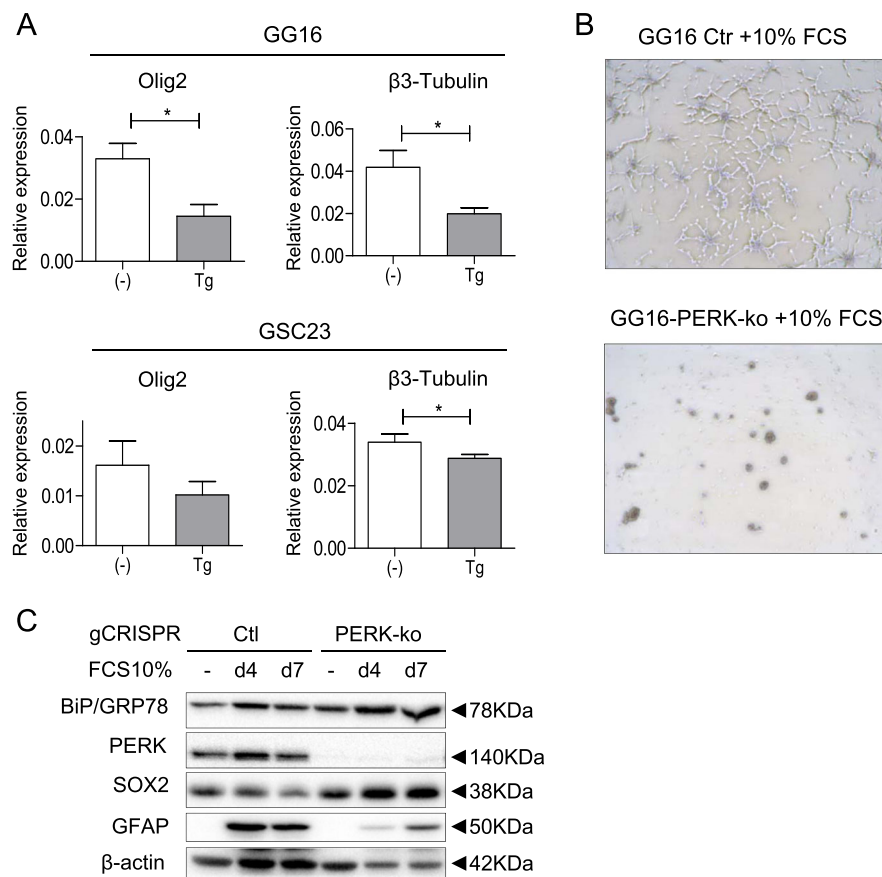 A
GG16
Olig2
β3-Tubulin
*
*
Relative expression
0.04
0.02
0.00
(-)
Tg
Relative expression
0.06
0.04
0.02
0.00
(-)
Tg
GSC23
Olig2
β3-Tubulin
*
Relative expression
0.02
0.01
0.00
(-)
Tg
Relative expression
0.04
0.02
0.00
(-)
Tg
B
GG16 Ctr +10% FCS
GG16-PERK-ko +10% FCS
C
gCRISPR Ctl PERK-ko
FCS10% - d4 d7 - d4 d7
BiP/GRP78 ◄78KDa
PERK ◄140KDa
SOX2 ◄38KDa
GFAP ◄50KDa
β-actin ◄42KDa